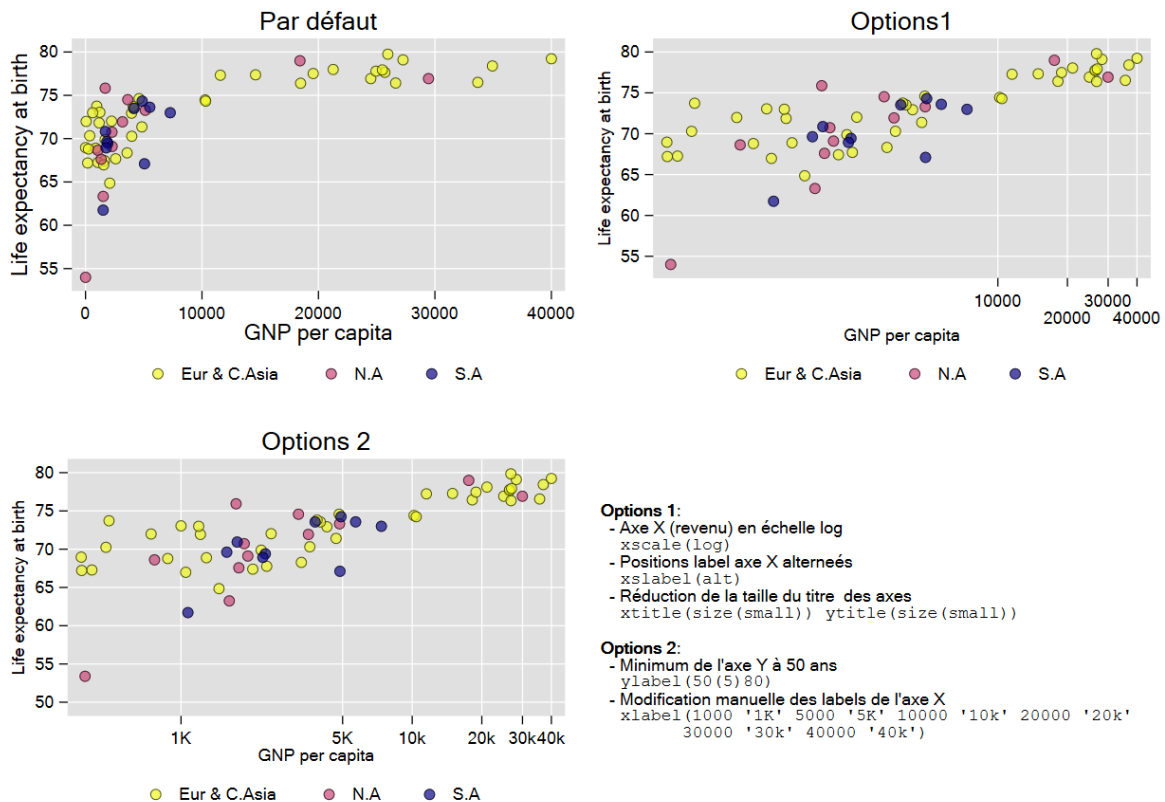 Par défaut
Life expectancy at birth
80
75
70
65
60
55
0 10000 20000 30000 40000
GNP per capita
Eur & C.Asia N.A S.A
Options1
Life expectancy at birth
80
75
70
65
60
55
10000 30000
20000 40000
GNP per capita
Eur & C.Asia N.A S.A
Options 2
Life expectancy at birth
80
75
70
65
60
55
50
1K 5K 10k 20k 30k 40k
GNP per capita
Eur & C.Asia N.A S.A
Options 1:
- Axe X (revenu) en échelle log
xscale(log)
- Positions label axe X alterneés
xslabel(alt)
- Réduction de la taille du titre des axes
xtitle(size(small)) ytitle(size(small))
Options 2:
- Minimum de l'axe Y à 50 ans
ylabel(50(5)80)
- Modification manuelle des labels de l'axe X
xlabel(1000 '1K' 5000 '5K' 10000 '10k' 20000 '20k'
30000 '30k' 40000 '40k')